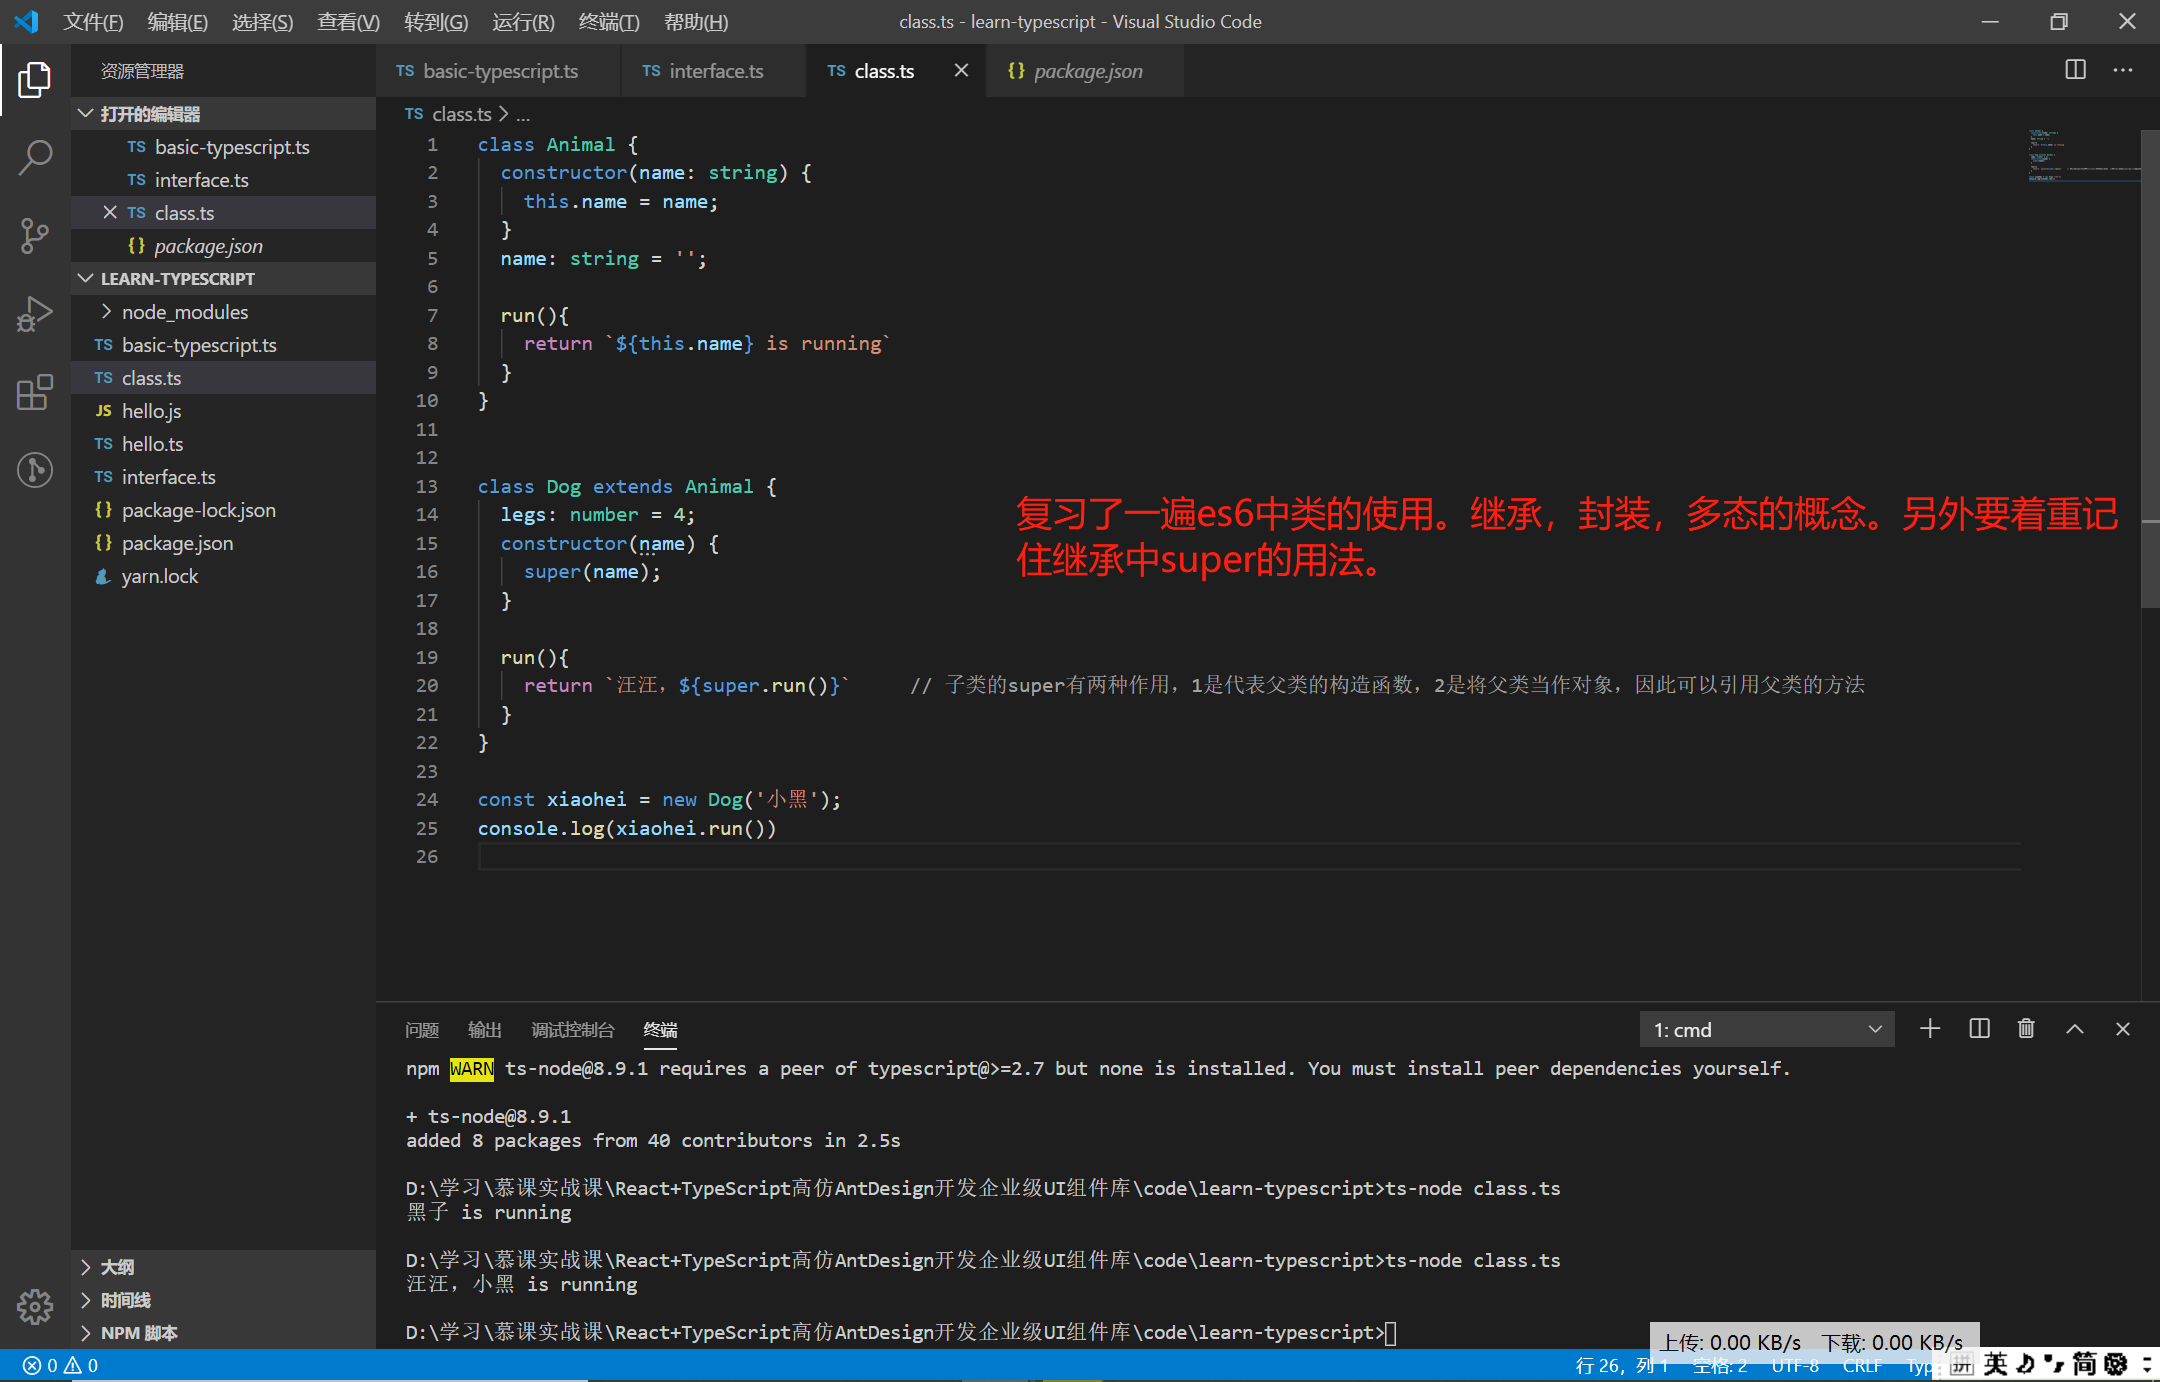 文件(F) 编辑(E) 选择(S) 查看(V) 转到(G) 运行(R) 终端(T) 帮助(H) class.ts - learn-typescript - Visual Studio Code
资源管理器
TS basic-typescript.ts TS interface.ts TS class.ts {} package.json
打开的编辑器
TS basic-typescript.ts
TS interface.ts
TS class.ts
{} package.json
LEARN-TYPESCRIPT
node_modules
TS basic-typescript.ts
TS class.ts
JS hello.js
TS hello.ts
TS interface.ts
{} package-lock.json
{} package.json
yarn.lock
大纲
时间线
NPM 脚本
TS class.ts > ...
1 class Animal {
2 constructor(name: string) {
3 this.name = name;
4 }
5 name: string = '';
6
7 run(){
8 return `${this.name} is running`
9 }
10 }
11
12
13 class Dog extends Animal {
14 legs: number = 4;
15 constructor(name) {
16 super(name);
17 }
18
19 run(){
20 return `汪汪，${super.run()}` // 子类的super有两种作用，1是代表父类的构造函数，2是将父类当作对象，因此可以引用父类的方法
21 }
22 }
23
24 const xiaohei = new Dog('小黑');
25 console.log(xiaohei.run())
26
复习了一遍es6中类的使用。继承，封装，多态的概念。另外要着重记
住继承中super的用法。
问题 输出 调试控制台 终端 1: cmd
npm WARN ts-node@8.9.1 requires a peer of typescript@>=2.7 but none is installed. You must install peer dependencies yourself.
+ ts-node@8.9.1
added 8 packages from 40 contributors in 2.5s
D:\学习\慕课实战课\React+TypeScript高仿AntDesign开发企业级UI组件库\code\learn-typescript>ts-node class.ts
黑子 is running
D:\学习\慕课实战课\React+TypeScript高仿AntDesign开发企业级UI组件库\code\learn-typescript>ts-node class.ts
汪汪，小黑 is running
D:\学习\慕课实战课\React+TypeScript高仿AntDesign开发企业级UI组件库\code\learn-typescript>
上传: 0.00 KB/s 下载: 0.00 KB/s
0 0 行 26，列 1 空格: 2 UTF-8 CRLF 拼 英 简